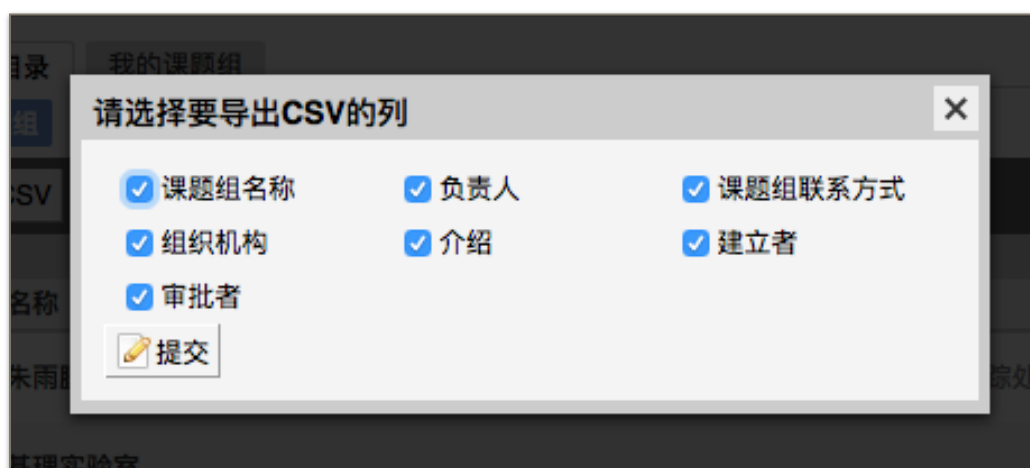 目录 我的课题组
组
请选择要导出CSV的列
CSV
课题组名称 负责人 课题组联系方式
组织机构 介绍 建立者
审批者
名称
提交
朱雨
基理实验室